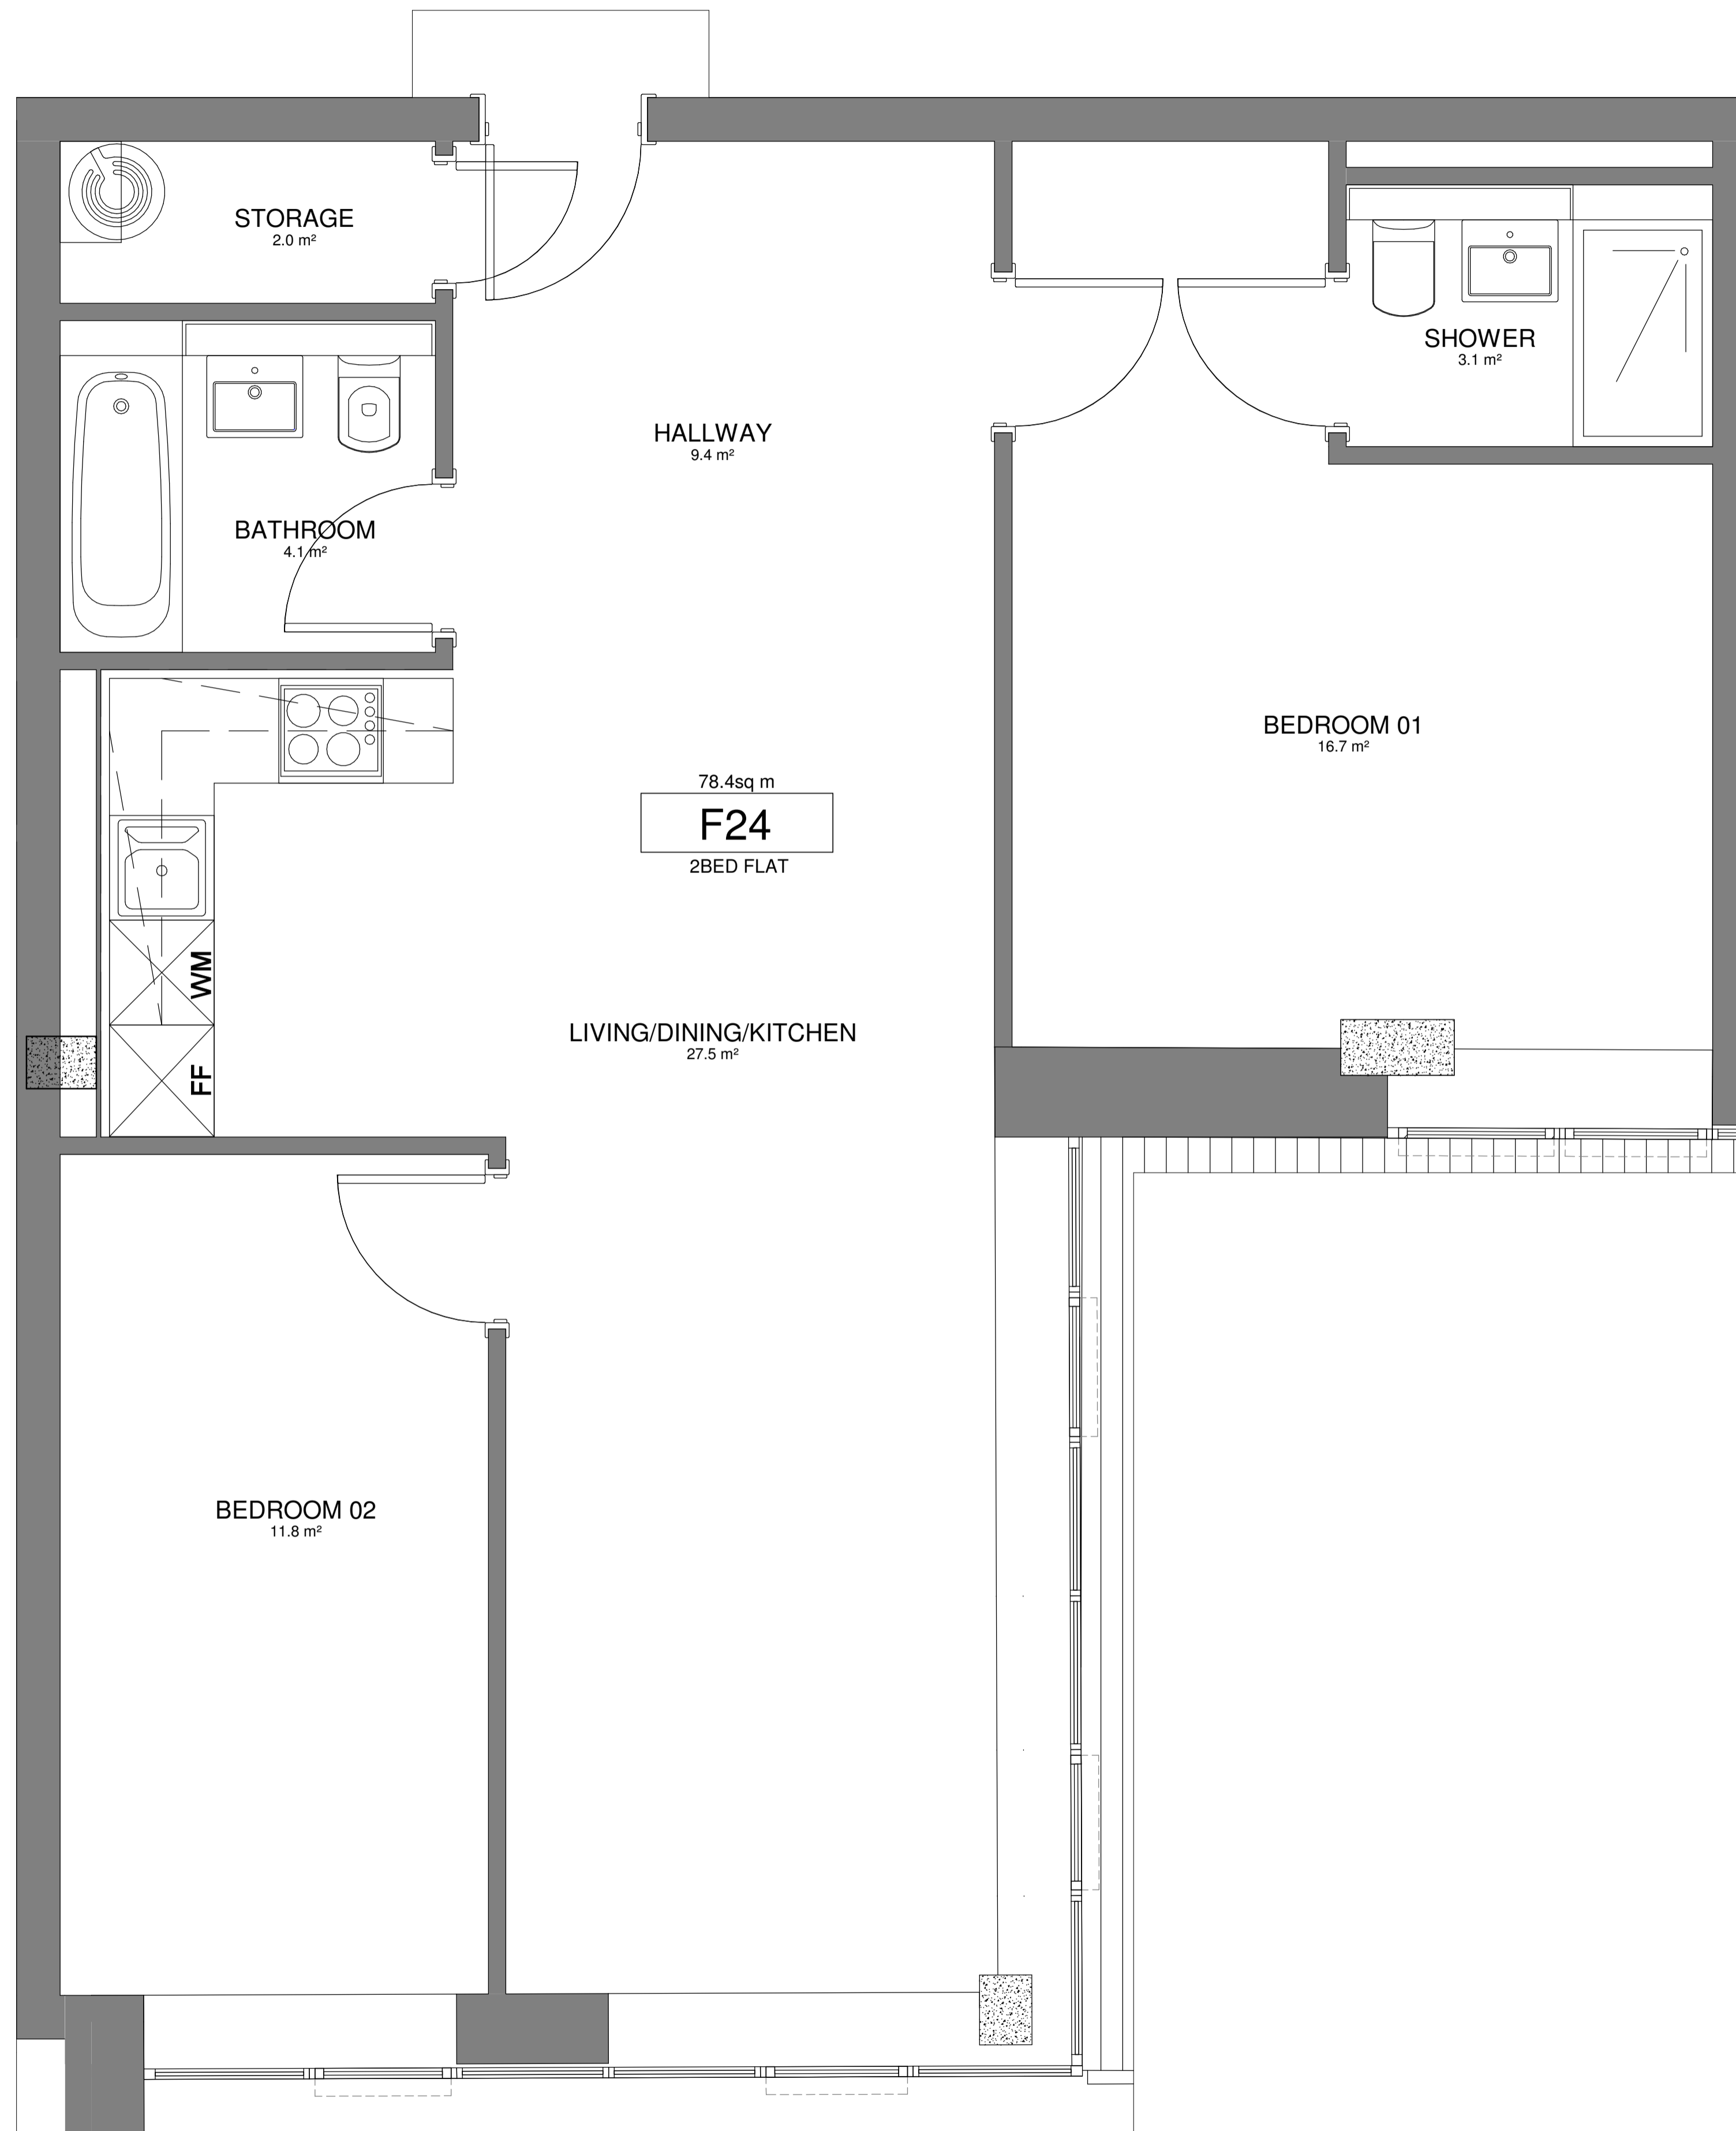 STORAGE
2.0 m²
SHOWER
3.1 m²
HALLWAY
9.4 m²
BATHROOM
4.1 m²
BEDROOM 01
16.7 m²
78.4sq m
F24
2BED FLAT
WM
LIVING/DINING/KITCHEN
27.5 m²
FF
BEDROOM 02
11.8 m²